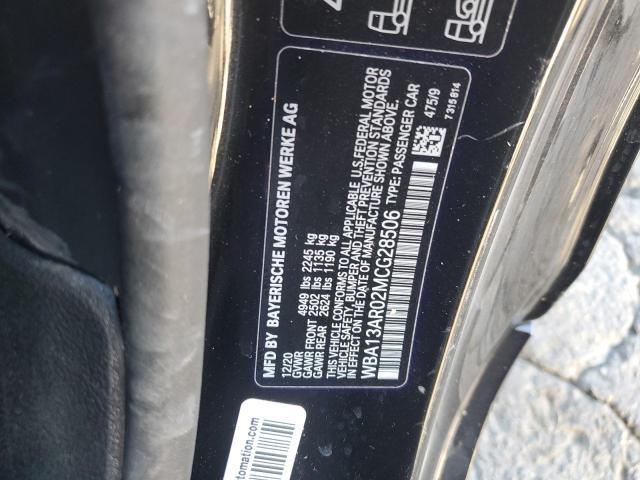 MFD BY BAYERISCHE MOTOREN WERKE AG
12/20
GVWR 4949 lbs 2245 kg
GAWR FRONT 2502 lbs 1135 kg
GAWR REAR 2624 lbs 1190 kg
THIS VEHICLE CONFORMS TO ALL APPLICABLE U.S. FEDERAL MOTOR
VEHICLE SAFETY, BUMPER AND THEFT PREVENTION STANDARDS
IN EFFECT ON THE DATE OF MANUFACTURE SHOWN ABOVE.
WBA13AR02MCG28506 TYPE: PASSENGER CAR
475/9
7 315 814
tomation.com